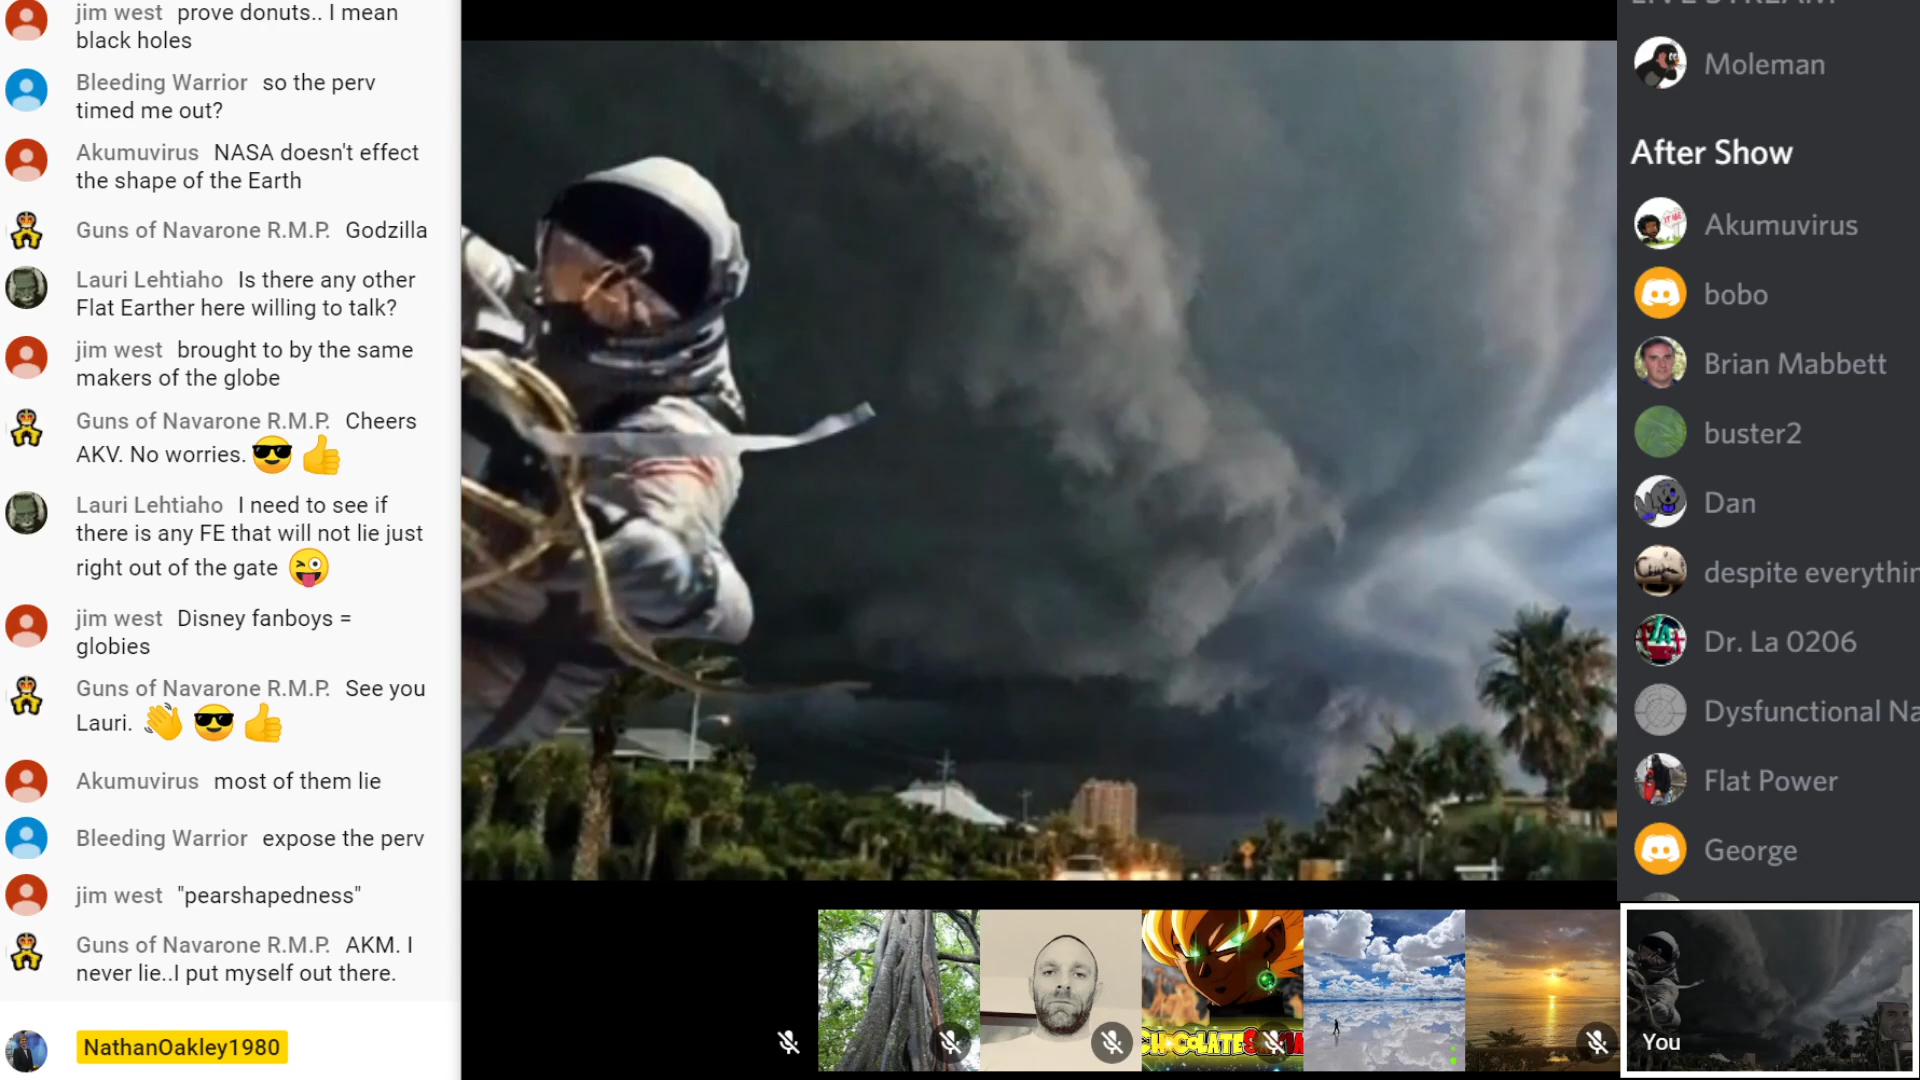 jim west prove donuts.. I mean
black holes
Bleeding Warrior so the perv
timed me out?
Akumuvirus NASA doesn't effect
the shape of the Earth
Guns of Navarone R.M.P. Godzilla
Lauri Lehtiaho Is there any other
Flat Earther here willing to talk?
jim west brought to by the same
makers of the globe
Guns of Navarone R.M.P. Cheers
AKV. No worries.
Lauri Lehtiaho I need to see if
there is any FE that will not lie just
right out of the gate
jim west Disney fanboys =
globies
Guns of Navarone R.M.P. See you
Lauri.
Akumuvirus most of them lie
Bleeding Warrior expose the perv
jim west "pearshapedness"
Guns of Navarone R.M.P. AKM. I
never lie..I put myself out there.
NathanOakley1980
LIVE STREAM
Moleman
After Show
Akumuvirus
bobo
Brian Mabbett
buster2
Dan
despite everythin
Dr. La 0206
Dysfunctional Na
Flat Power
George
You